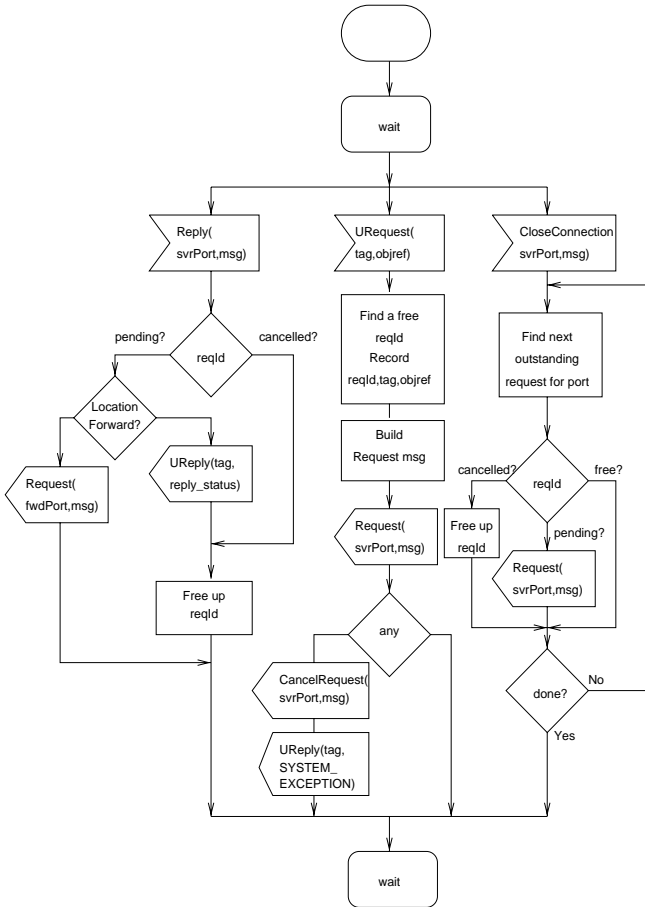 wait
Reply(
svrPort,msg)
pending?
reqId
cancelled?
Location
Forward?
Request(
fwdPort,msg)
UReply(tag,
reply_status)
Free up
reqId
URequest(
tag,objref)
Find a free
reqId
Record
reqId,tag,objref
Build
Request msg
Request(
svrPort,msg)
any
CancelRequest(
svrPort,msg)
UReply(tag,
SYSTEM_
EXCEPTION)
CloseConnection
svrPort,msg)
Find next
outstanding
request for port
cancelled?
reqId
free?
Free up
reqId
pending?
Request(
svrPort,msg)
done?
No
Yes
wait